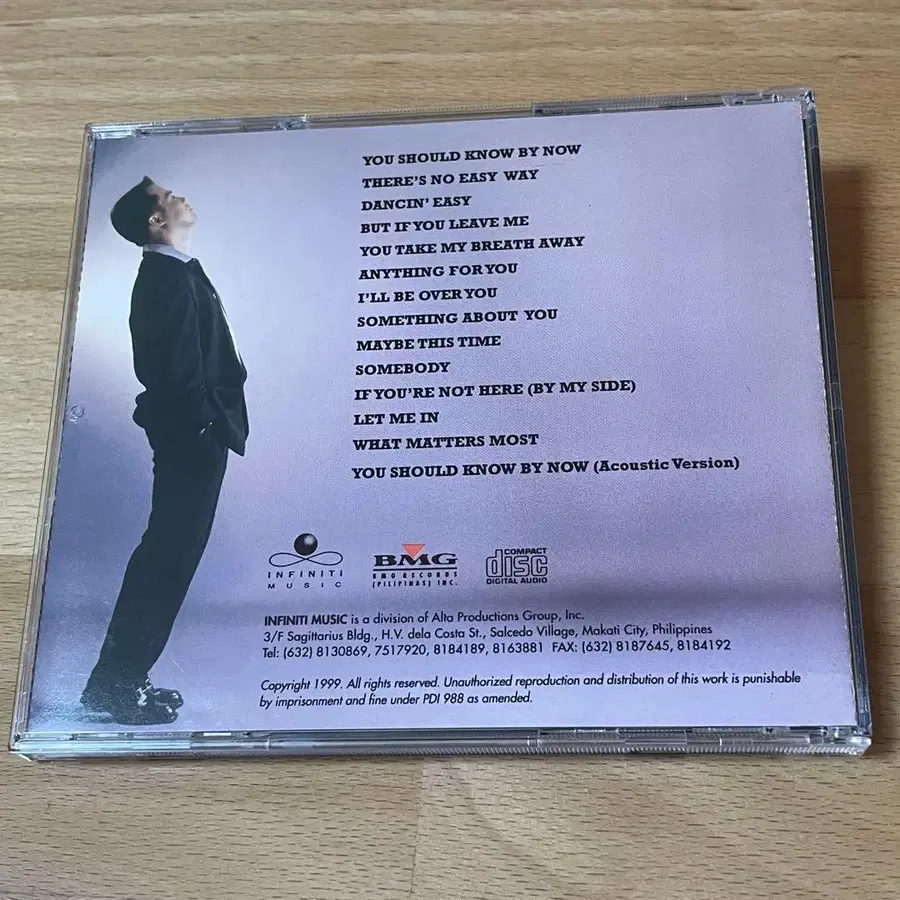 YOU SHOULD KNOW BY NOW
THERE'S NO EASY WAY
DANCIN' EASY
BUT IF YOU LEAVE ME
YOU TAKE MY BREATH AWAY
ANYTHING FOR YOU
I'LL BE OVER YOU
SOMETHING ABOUT YOU
MAYBE THIS TIME
SOMEBODY
IF YOU'RE NOT HERE (BY MY SIDE)
LET ME IN
WHAT MATTERS MOST
YOU SHOULD KNOW BY NOW (Acoustic Version)
INFINITI
MUSIC
BMG
BMG RECORDS
(PILIPINAS) INC.
COMPACT
disc
DIGITAL AUDIO
INFINITI MUSIC is a division of Alta Productions Group, Inc.
3/F Sagittarius Bldg., H.V. dela Costa St., Salcedo Village, Makati City, Philippines
Tel: (632) 8130869, 7517920, 8184189, 8163881 FAX: (632) 8187645, 8184192
Copyright 1999. All rights reserved. Unauthorized reproduction and distribution of this work is punishable
by imprisonment and fine under PDI 988 as amended.